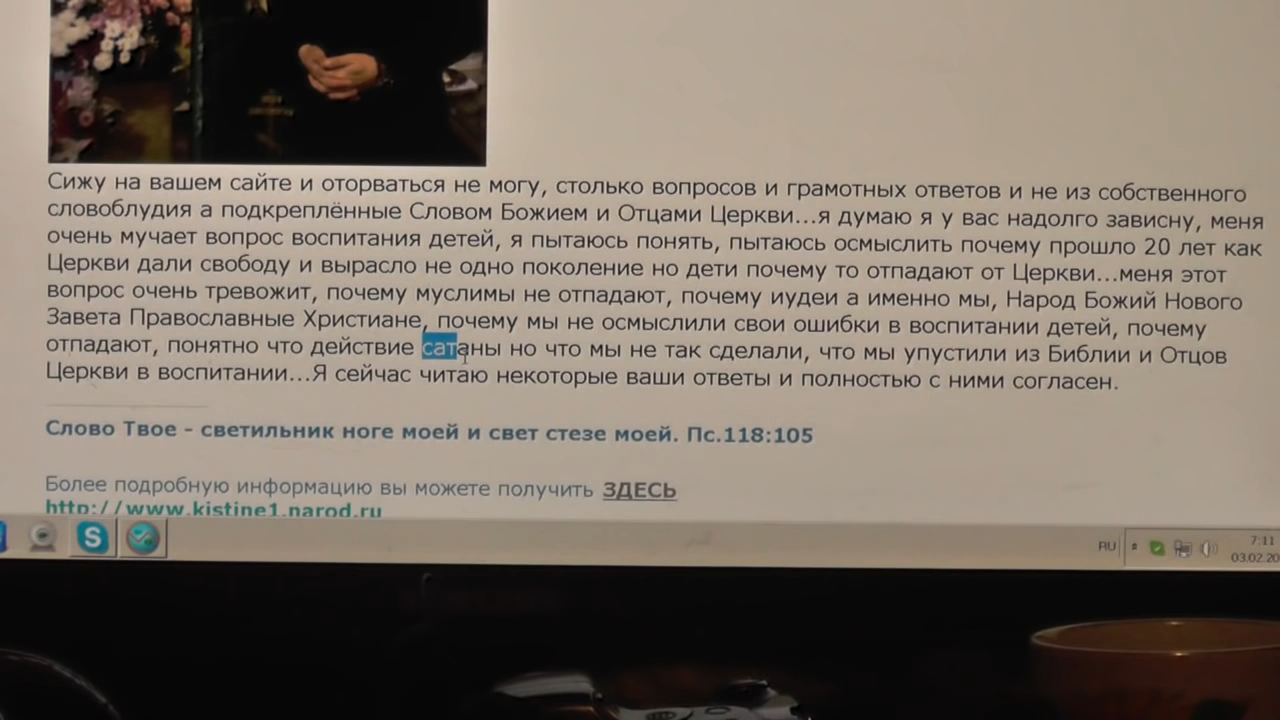 Сижу на вашем сайте и оторваться не могу, столько вопросов и грамотных ответов и не из собственного
словоблудия а подкреплённые Словом Божием и Отцами Церкви...я думаю я у вас надолго зависну, меня
очень мучает вопрос воспитания детей, я пытаюсь понять, пытаюсь осмыслить почему прошло 20 лет как
Церкви дали свободу и вырасло не одно поколение но дети почему то отпадают от Церкви...меня этот
вопрос очень тревожит, почему муслимы не отпадают, почему иудеи а именно мы, Народ Божий Нового
Завета Православные Христиане, почему мы не осмыслили свои ошибки в воспитании детей, почему
отпадают, понятно что действие сатаны но что мы не так сделали, что мы упустили из Библии и Отцов
Церкви в воспитании...Я сейчас читаю некоторые ваши ответы и полностью с ними согласен.
Слово Твое - светильник ноге моей и свет стезе моей. Пс.118:105
Более подробную информацию вы можете получить ЗДЕСЬ
http://www.kistine1.narod.ru
RU
7:11
03.02.20